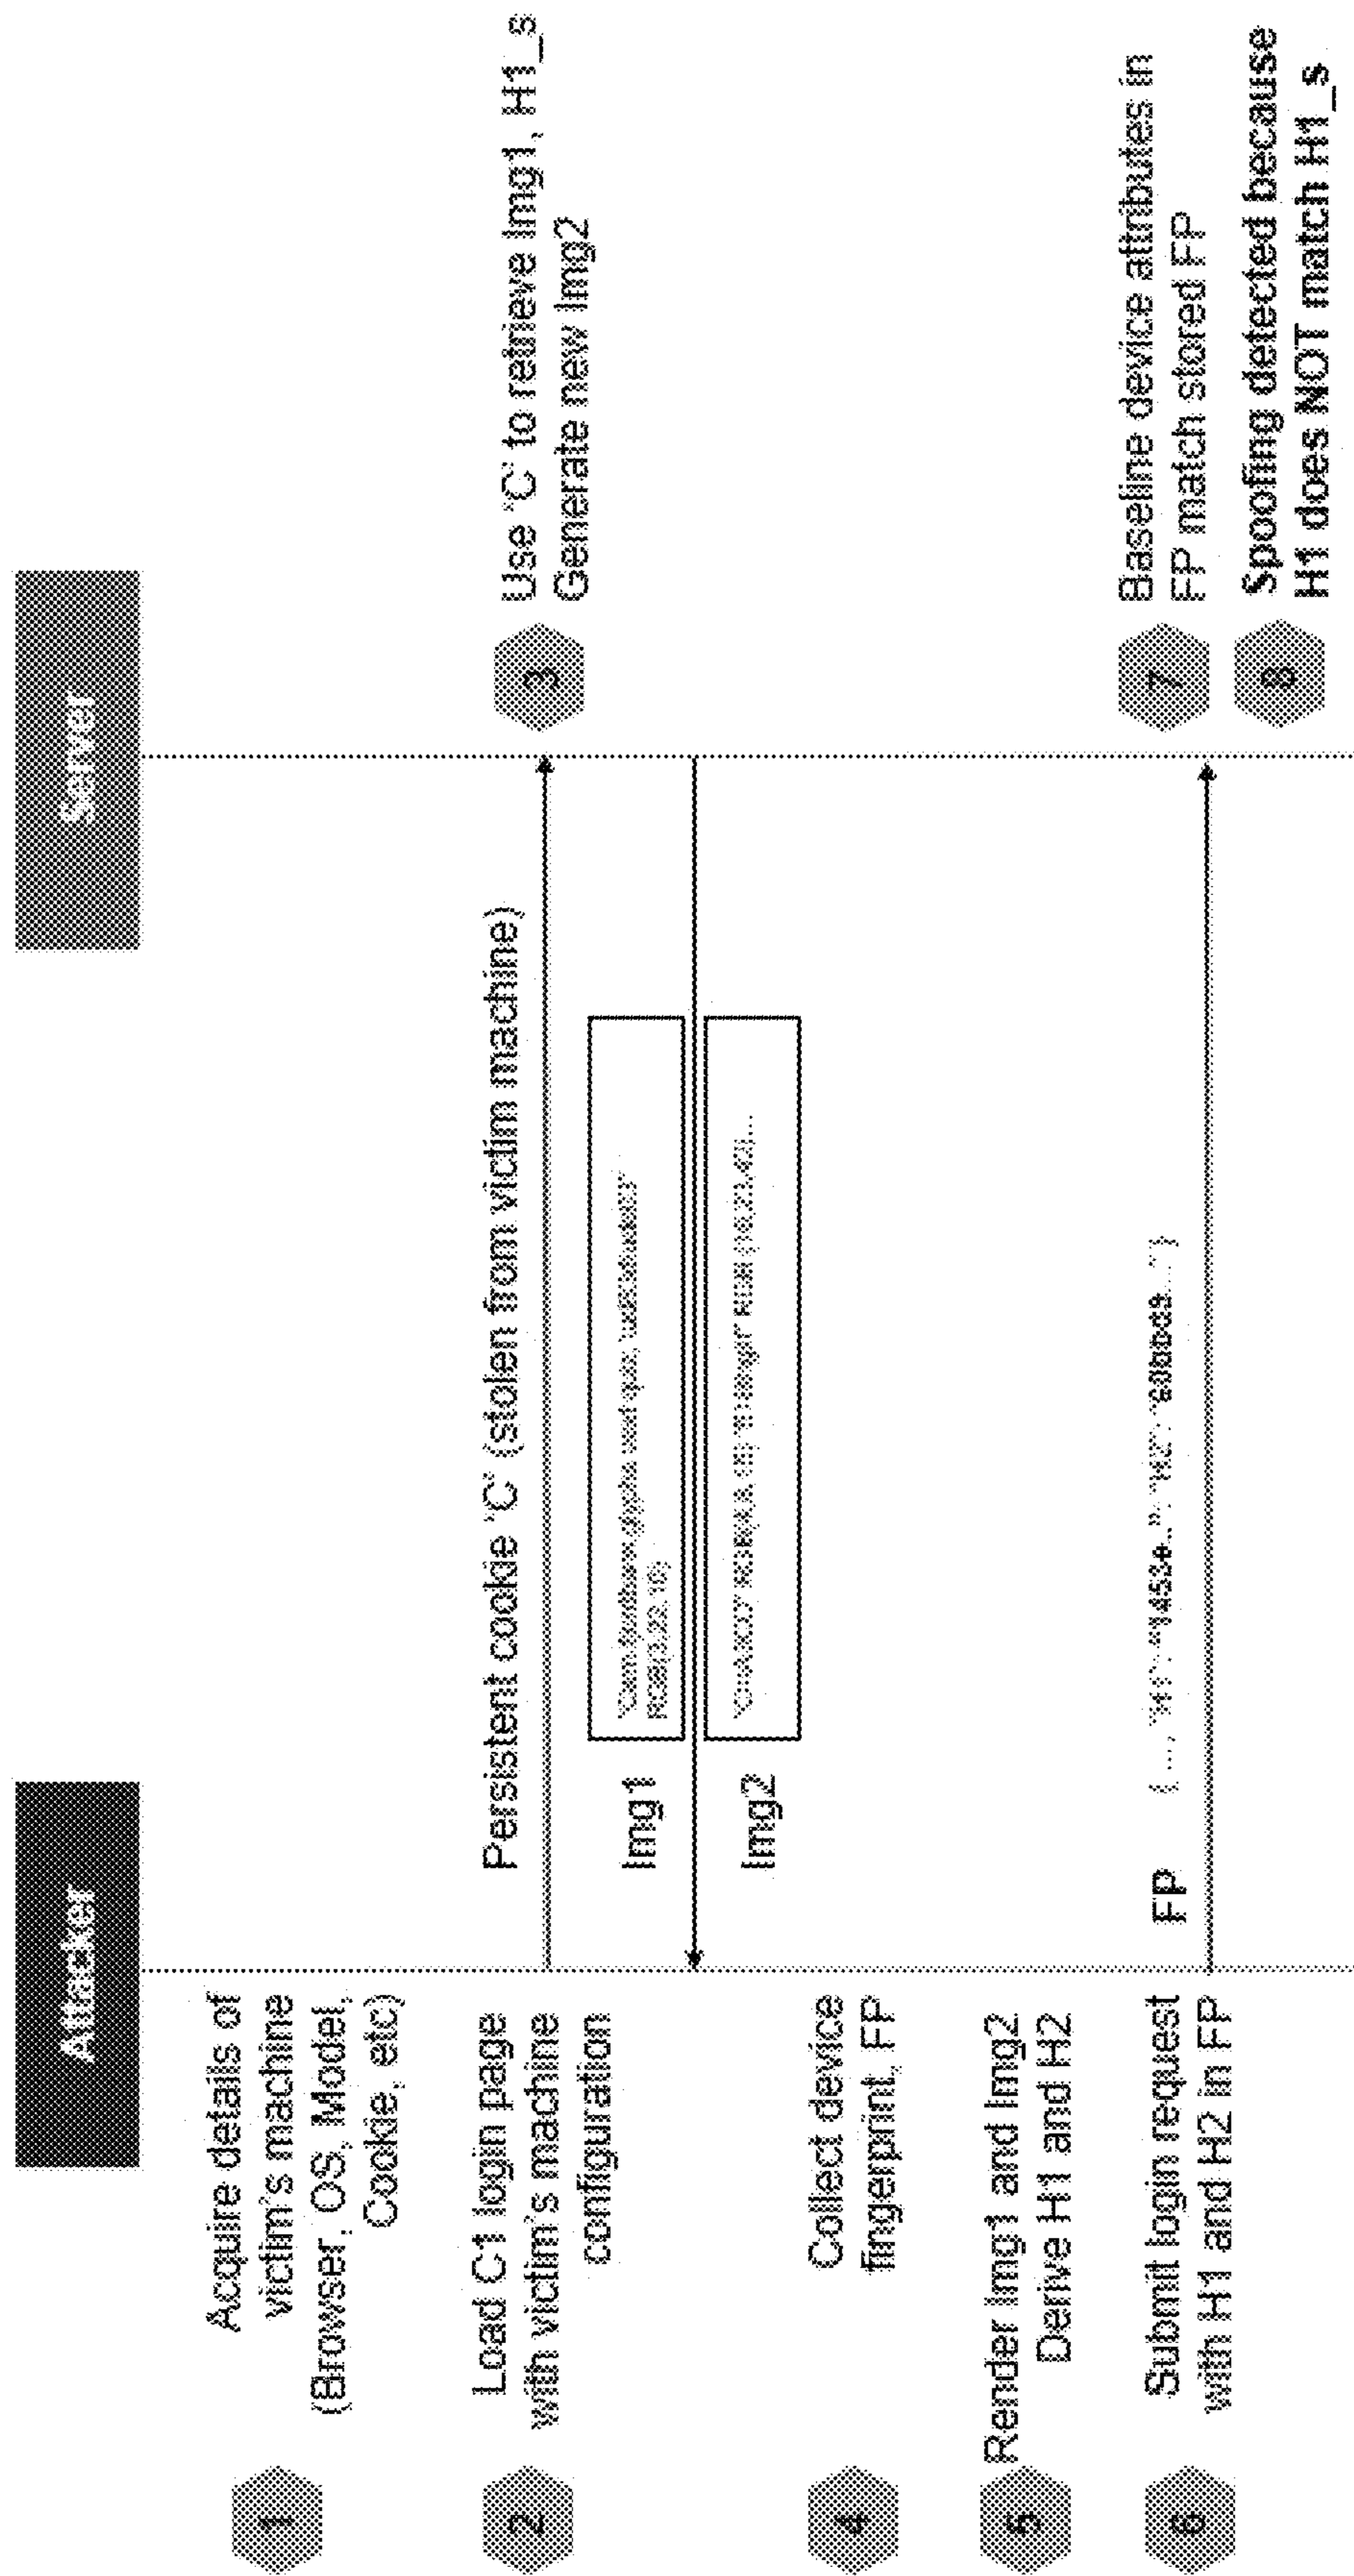 Attacker
Server
1
Acquire details of
victim's machine
(Browser, OS, Model,
Cookie, etc)
2
Load C1 login page
with victim's machine
configuration
Persistent cookie "C" (stolen from victim machine)
3
Use "C" to retrieve Img1, H1_s
Generate new Img2
Img1
Img2
4
Collect device
fingerprint, FP
5
Render Img1 and Img2
Derive H1 and H2
6
Submit login request
with H1 and H2 in FP
FP
7
Baseline device attributes in
FP match stored FP
8
Spoofing detected because
H1 does NOT match H1_s